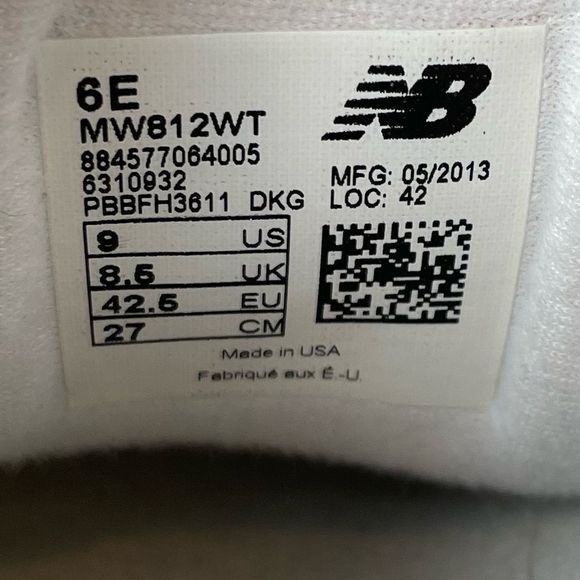 6E
MW812WT
884577064005
6310932
PBBFH3611 DKG
NB
MFG: 05/2013
LOC: 42
9 US
8.5 UK
42.5 EU
27 CM
Made in USA
Fabriqué aux É.-U.